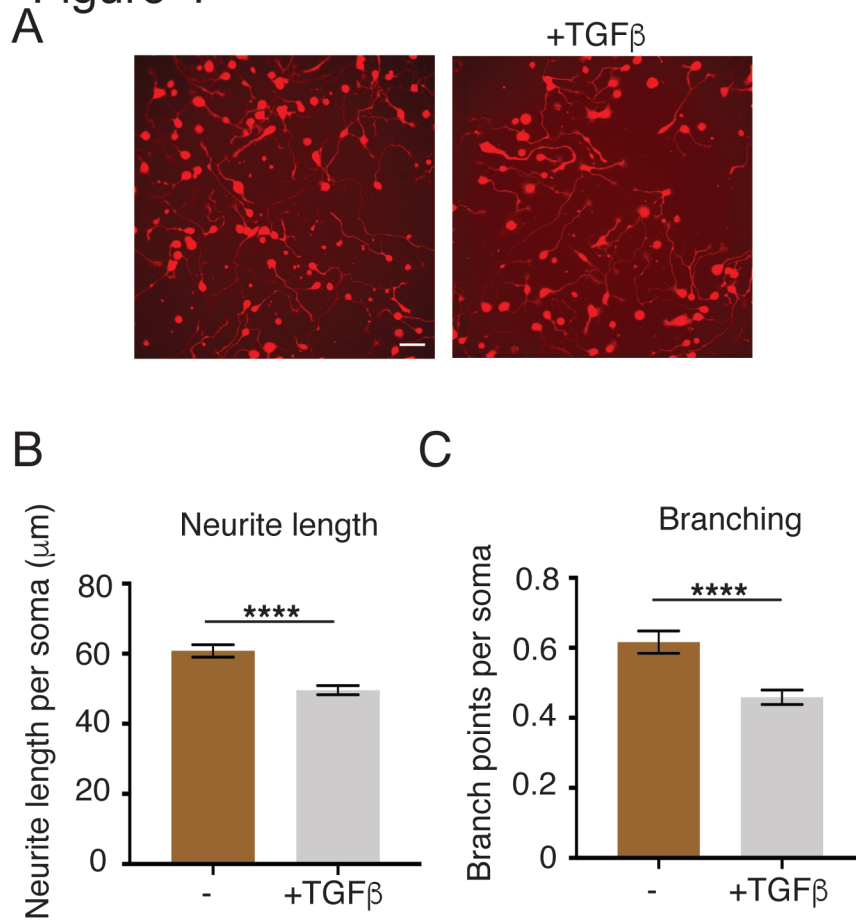 A
+TGFβ
B
C
Neurite length
Neurite length per soma (μm)
80
60
40
20
0
****
-
+TGFβ
Branching
Branch points per soma
0.8
0.6
0.4
0.2
0
****
-
+TGFβ